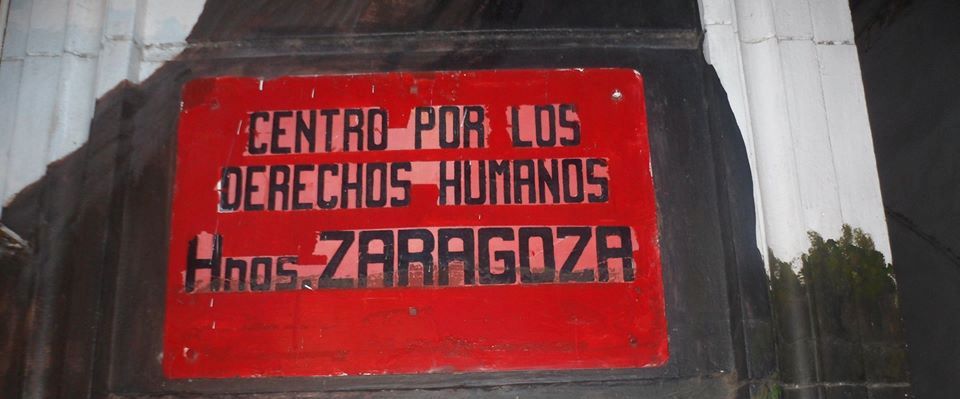 CENTRO POR LOS
DERECHOS HUMANOS
Hnos ZARAGOZA